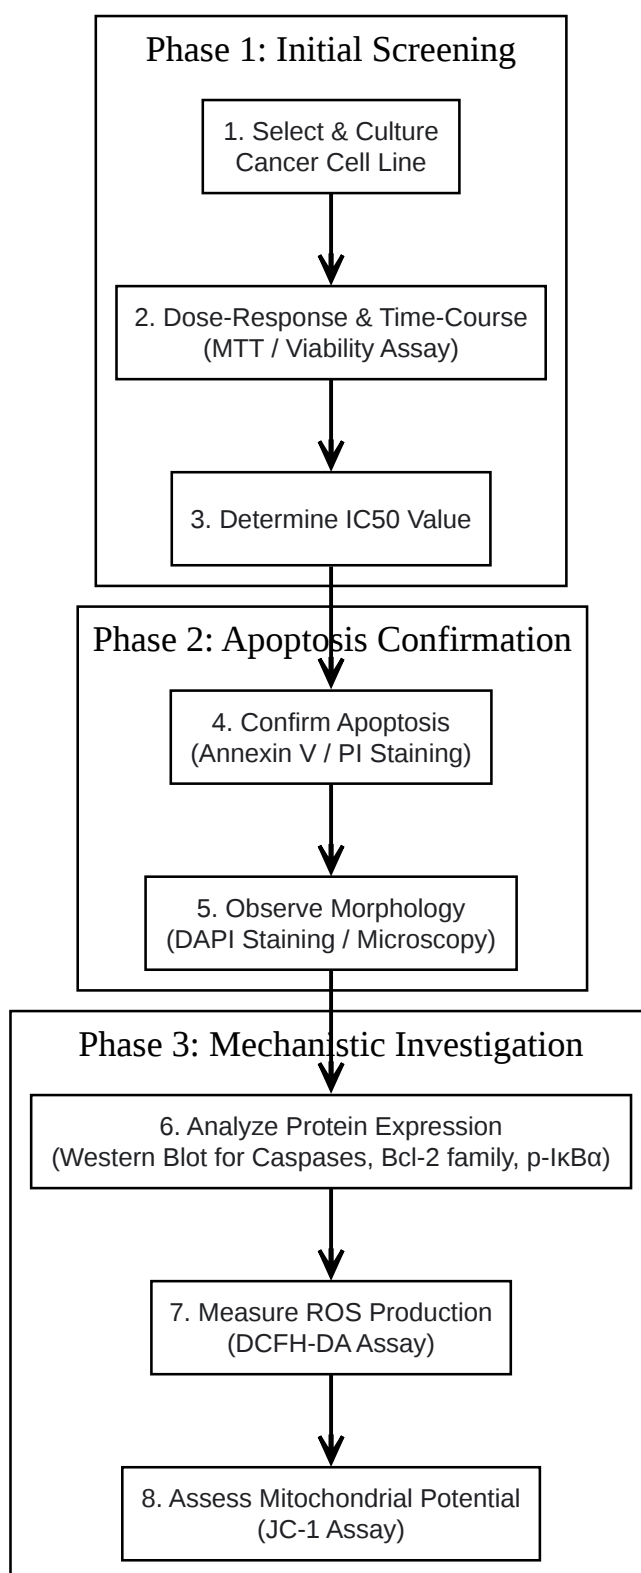 Phase 1: Initial Screening
1. Select & Culture
Cancer Cell Line
2. Dose-Response & Time-Course
(MTT / Viability Assay)
3. Determine IC50 Value
Phase 2: Apoptosis Confirmation
4. Confirm Apoptosis
(Annexin V / PI Staining)
5. Observe Morphology
(DAPI Staining / Microscopy)
Phase 3: Mechanistic Investigation
6. Analyze Protein Expression
(Western Blot for Caspases, Bcl-2 family, p-IκBα)
7. Measure ROS Production
(DCFH-DA Assay)
8. Assess Mitochondrial Potential
(JC-1 Assay)